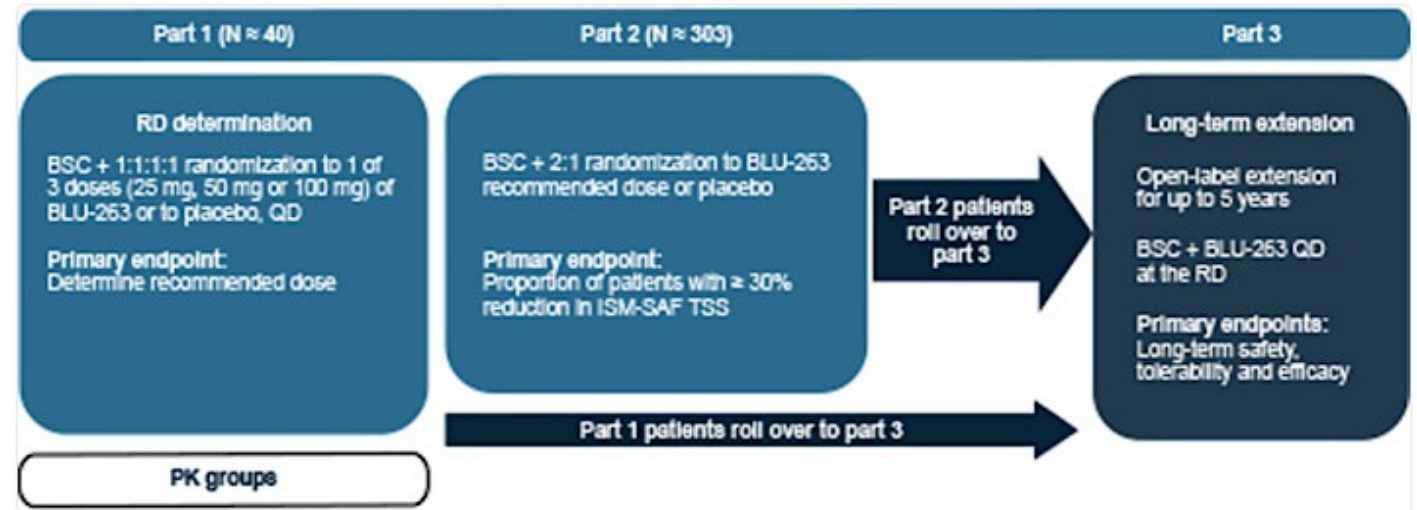 Part 1 (N ≈ 40)
Part 2 (N ≈ 303)
Part 3
RD determination
BSC + 1:1:1:1 randomization to 1 of
3 doses (25 mg, 50 mg or 100 mg) of
BLU-263 or to placebo, QD
Primary endpoint:
Determine recommended dose
PK groups
BSC + 2:1 randomization to BLU-263
recommended dose or placebo
Primary endpoint:
Proportion of patients with ≥ 30%
reduction in ISM-SAF TSS
Part 2 patients
roll over to
part 3
Part 1 patients roll over to part 3
Long-term extension
Open-label extension
for up to 5 years
BSC + BLU-263 QD
at the RD
Primary endpoints:
Long-term safety,
tolerability and efficacy